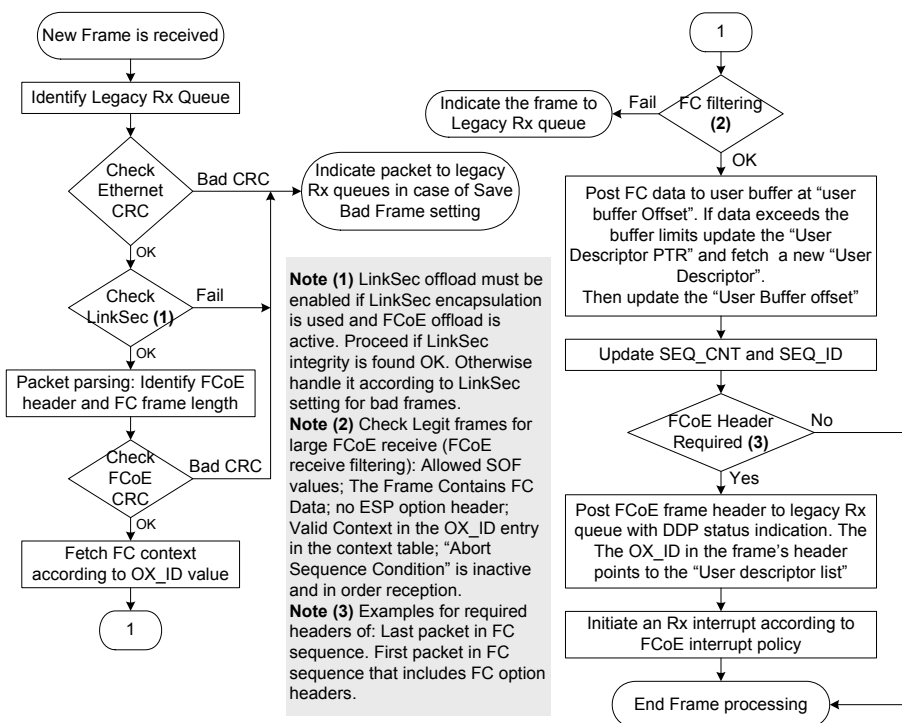 New Frame is received
Identify Legacy Rx Queue
Check
Ethernet
CRC
Bad CRC
OK
Indicate packet to legacy
Rx queues in case of Save
Bad Frame setting
Check
LinkSec (1)
Fail
OK
Packet parsing: Identify FCoE
header and FC frame length
Check
FCoE
CRC
Bad CRC
OK
Fetch FC context
according to OX_ID value
1
Note (1) LinkSec offload must be
enabled if LinkSec encapsulation
is used and FCoE offload is
active. Proceed if LinkSec
integrity is found OK. Otherwise
handle it according to LinkSec
setting for bad frames.
Note (2) Check Legit frames for
large FCoE receive (FCoE
receive filtering): Allowed SOF
values; The Frame Contains FC
Data; no ESP option header;
Valid Context in the OX_ID entry
in the context table; “Abort
Sequence Condition” is inactive
and in order reception.
Note (3) Examples for required
headers of: Last packet in FC
sequence. First packet in FC
sequence that includes FC option
headers.
1
FC filtering
(2)
Fail
Indicate the frame to
Legacy Rx queue
OK
Post FC data to user buffer at “user
buffer Offset”. If data exceeds the
buffer limits update the “User
Descriptor PTR” and fetch a new “User
Descriptor”.
Then update the “User Buffer offset”
Update SEQ_CNT and SEQ_ID
FCoE Header
Required (3)
No
Yes
Post FCoE frame header to legacy Rx
queue with DDP status indication. The
The OX_ID in the frame’s header
points to the “User descriptor list”
Initiate an Rx interrupt according to
FCoE interrupt policy
End Frame processing